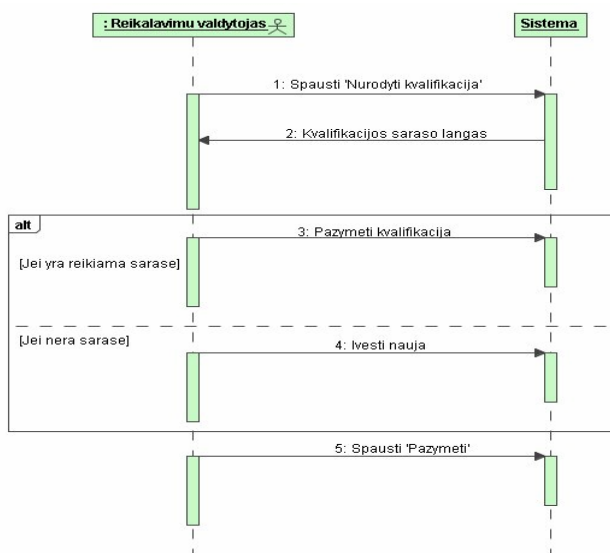 : Reikalavimu valdytojas
Sistema
1: Spausti 'Nurodyti kvalifikacija'
2: Kvalifikacijos saraso langas
alt
3: Pazymeti kvalifikacija
[Jei yra reikiama sarase]
[Jei nera sarase]
4: Ivesti nauja
5: Spausti 'Pazymeti'